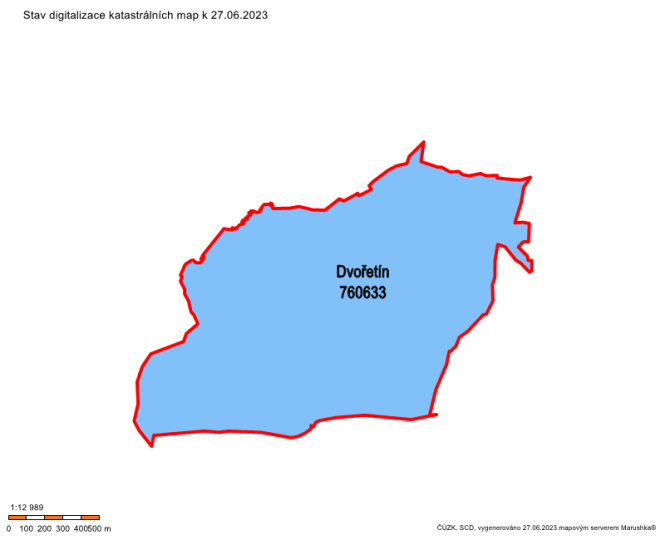 Stav digitalizace katastrálních map k 27.06.2023
Dvořetín
760633
1:12 989
0 100 200 300 400500 m
ČÚZK, SCD, vygenerováno 27.06.2023 mapovým serverem Marushka®